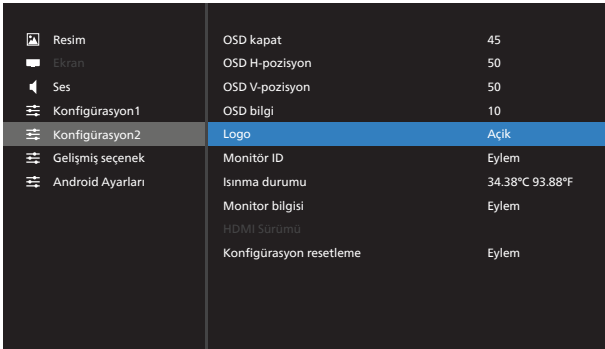 Resim
Ekran
Ses
Konfigürasyon1
Konfigürasyon2
Gelişmiş seçenek
Android Ayarları
OSD kapat 45
OSD H-pozisyon 50
OSD V-pozisyon 50
OSD bilgi 10
Logo Açik
Monitör ID Eylem
Isınma durumu 34.38°C 93.88°F
Monitor bilgisi Eylem
HDMI Sürümü
Konfigürasyon resetleme Eylem